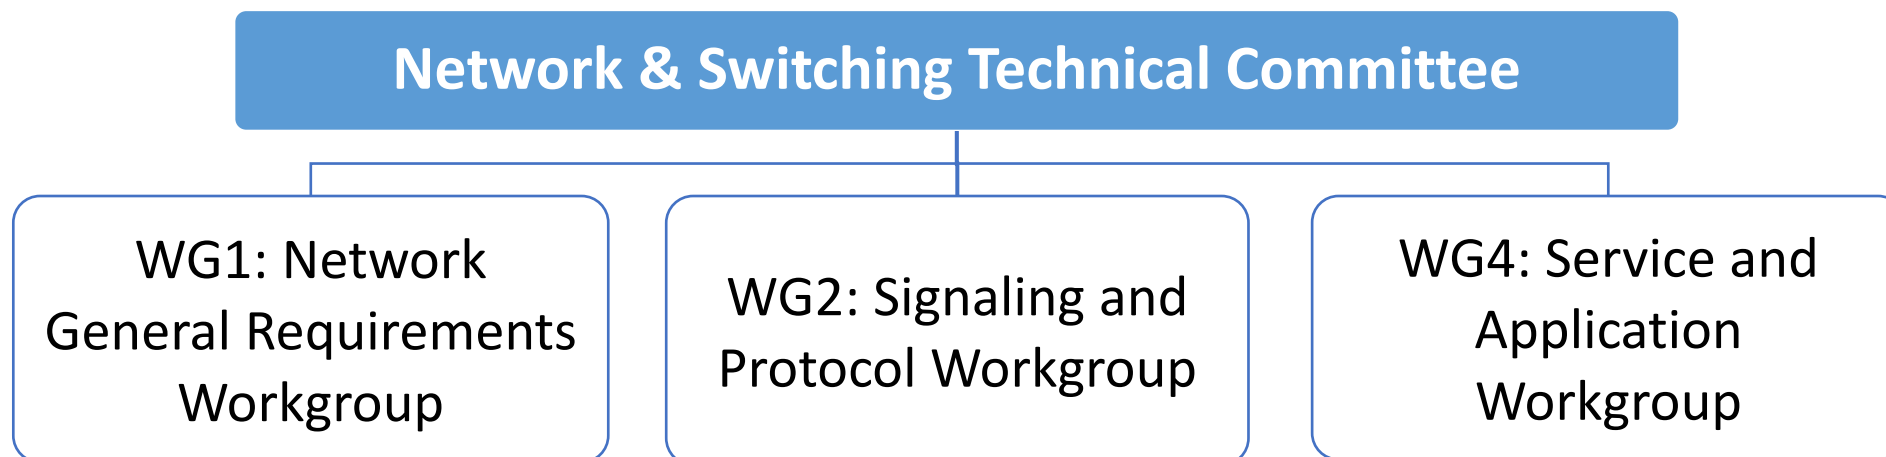 Network & Switching Technical Committee
WG1: Network
General Requirements
Workgroup
WG2: Signaling and
Protocol Workgroup
WG4: Service and
Application
Workgroup